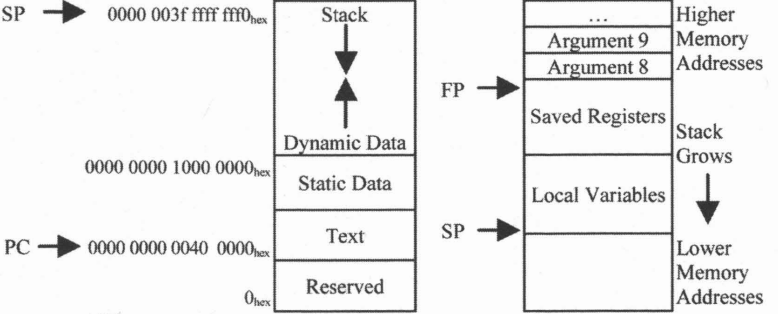 SP 0000 003f ffff fff0hex Stack
Dynamic Data
0000 0000 1000 0000hex
Static Data
Text
PC 0000 0000 0040 0000hex
Reserved
0hex
... Higher
Argument 9 Memory
Argument 8 Addresses
FP
Saved Registers
Stack
Grows
Local Variables
SP
Lower
Memory
Addresses